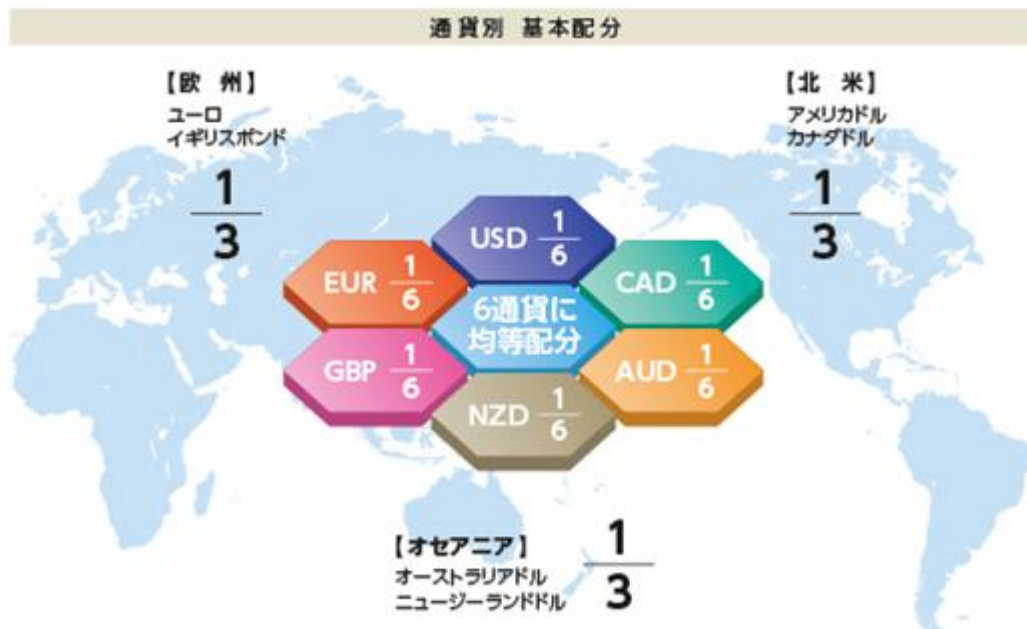 通貨別 基本配分
【欧 州】
ユーロ
イギリスポンド
1
3
【北 米】
アメリカドル
カナダドル
1
3
USD 1
6
EUR 1
6
CAD 1
6
6通貨に
均等配分
GBP 1
6
AUD 1
6
NZD 1
6
【オセアニア】
オーストラリアドル
ニュージーランドドル
1
3